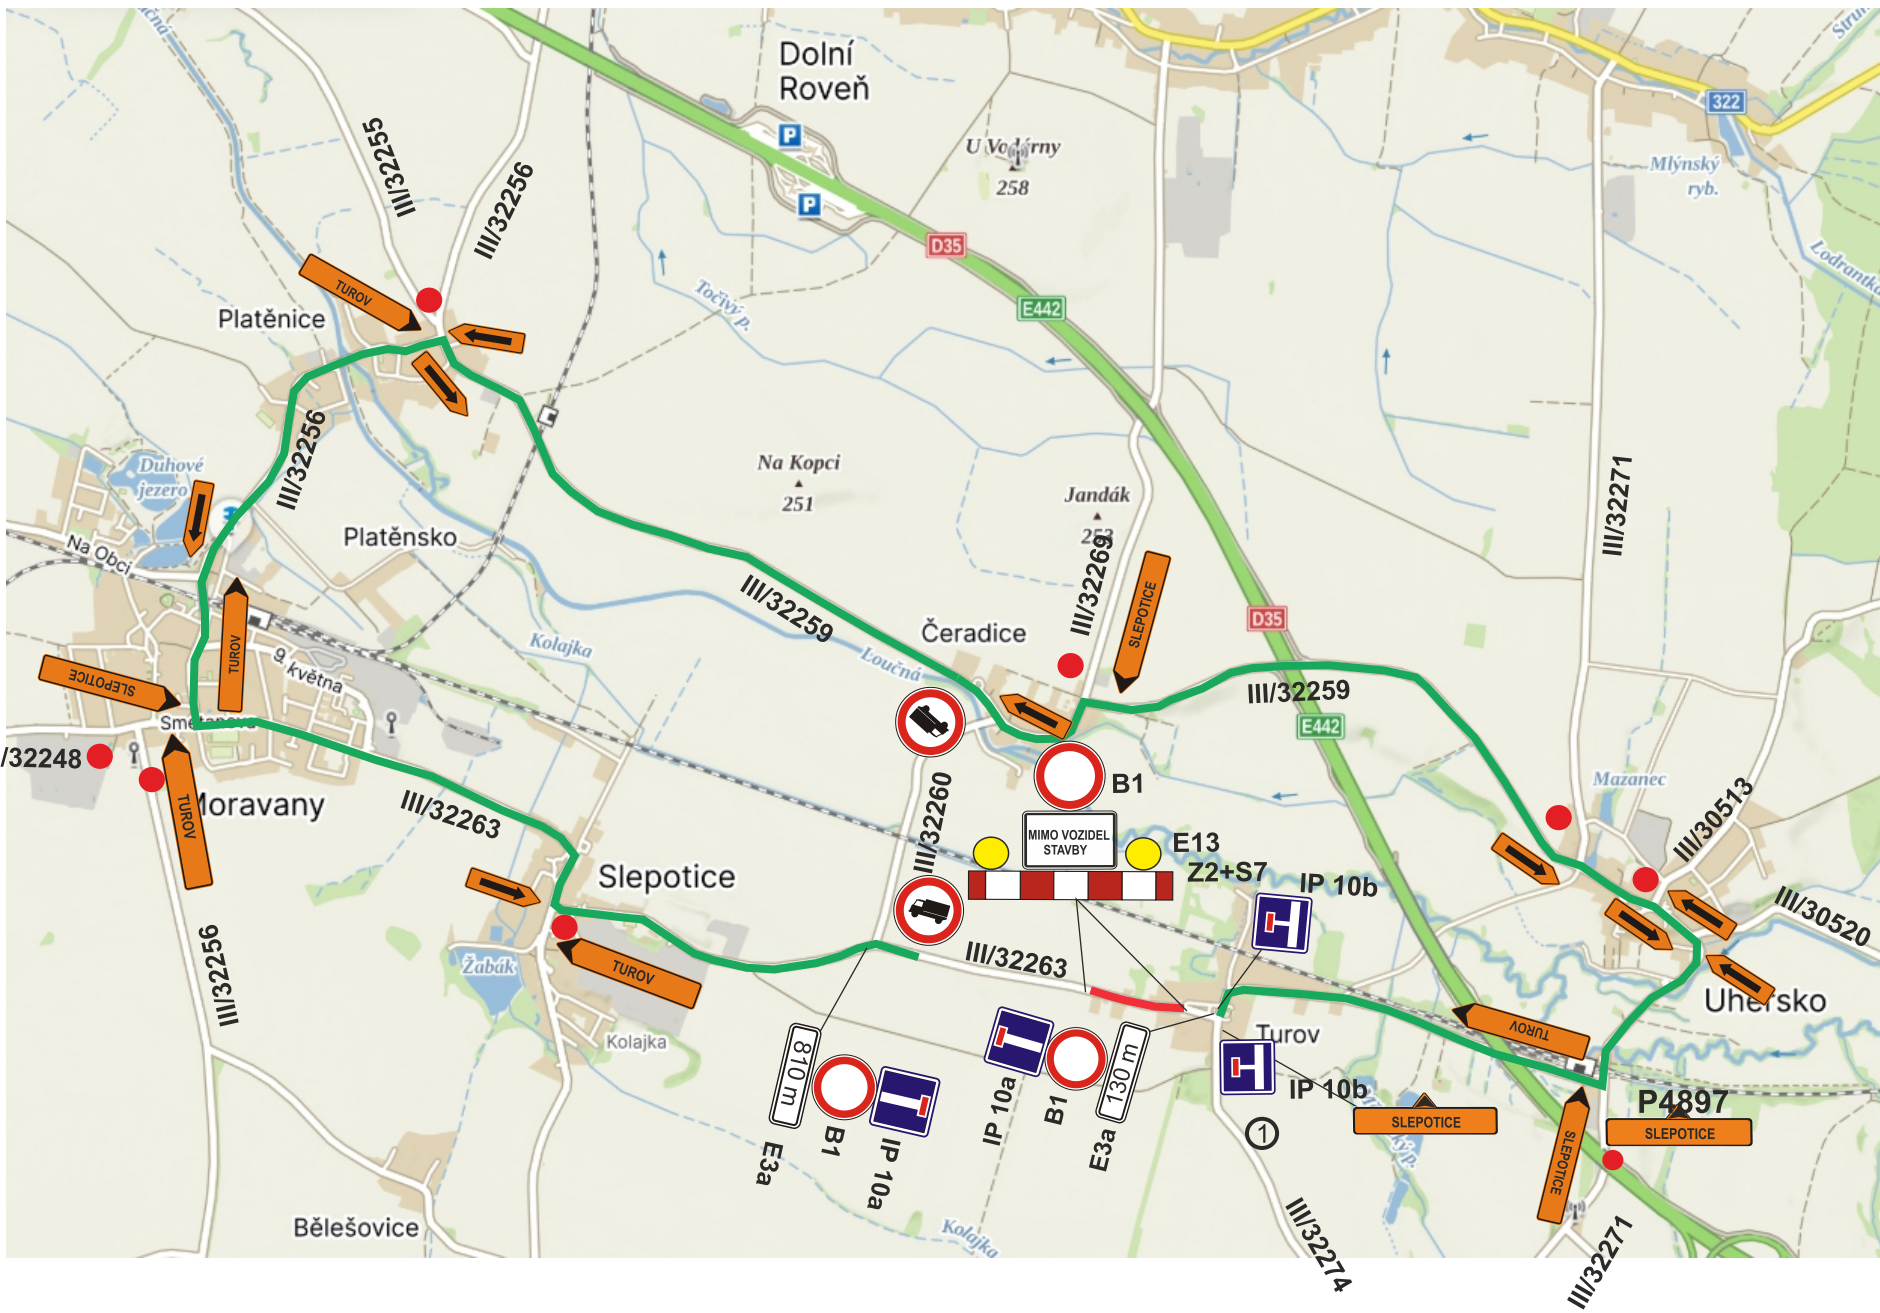 Dolní
Roveň
322
P
P
U Vodárny
258
Mlýnský
ryb.
III/32255
III/32256
D35
Lodrantka
E442
Točivý p.
TUROV
Platěnice
Na Kopci
251
Jandák
253
III/32256
Duhové
jezero
III/32271
Platěnsko
Na Obci
III/32269
III/32259
SLEPOTICE
D35
Čeradice
Kolajka
Loučná
TUROV
9. května
SLEPOTICE
III/32259
Smetanova
E442
/32248
Moravany
TUROV
III/32263
III/32260
B1
Mazanec
III/30513
MIMO VOZIDEL
STAVBY
E13
Z2+S7
Slepotice
IP 10b
III/30520
III/32256
Žabák
TUROV
III/32263
Uhersko
TUROV
Kolajka
Turov
810 m
130 m
IP 10b
IP 10a
B1
E3a
P4897
SLEPOTICE
SLEPOTICE
SLEPOTICE
1
E3a
B1
IP 10a
Bělešovice
Kolajka
III/32274
III/32271